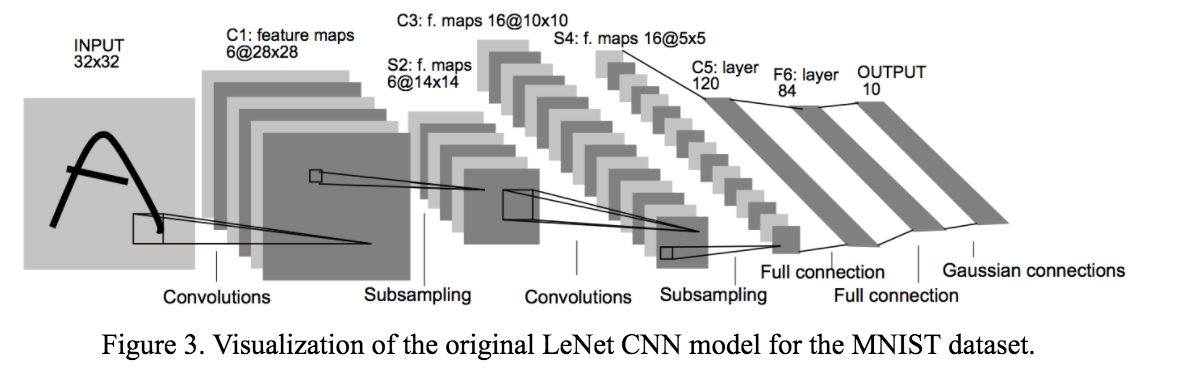 INPUT
32x32
C1: feature maps
6@28x28
S2: f. maps
6@14x14
C3: f. maps 16@10x10
S4: f. maps 16@5x5
C5: layer
120
F6: layer
84
OUTPUT
10
Convolutions
Subsampling
Convolutions
Subsampling
Full connection
Full connection
Gaussian connections
Figure 3. Visualization of the original LeNet CNN model for the MNIST dataset.